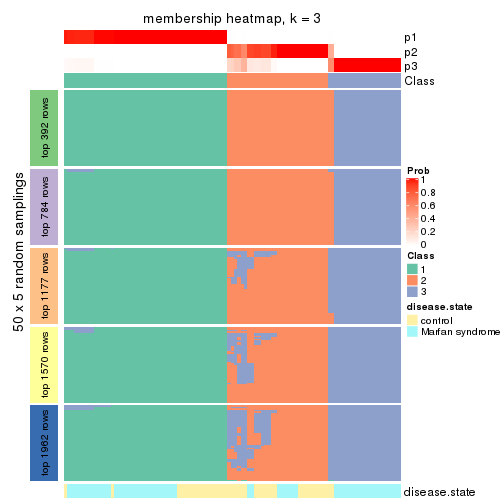 membership heatmap, k = 3
p1
p2
p3
Class
50 x 5 random samplings
top 392 rows
top 784 rows
top 1177 rows
top 1570 rows
top 1962 rows
Prob
1
0.8
0.6
0.4
0.2
0
Class
1
2
3
disease.state
control
Marfan syndrome
disease.state